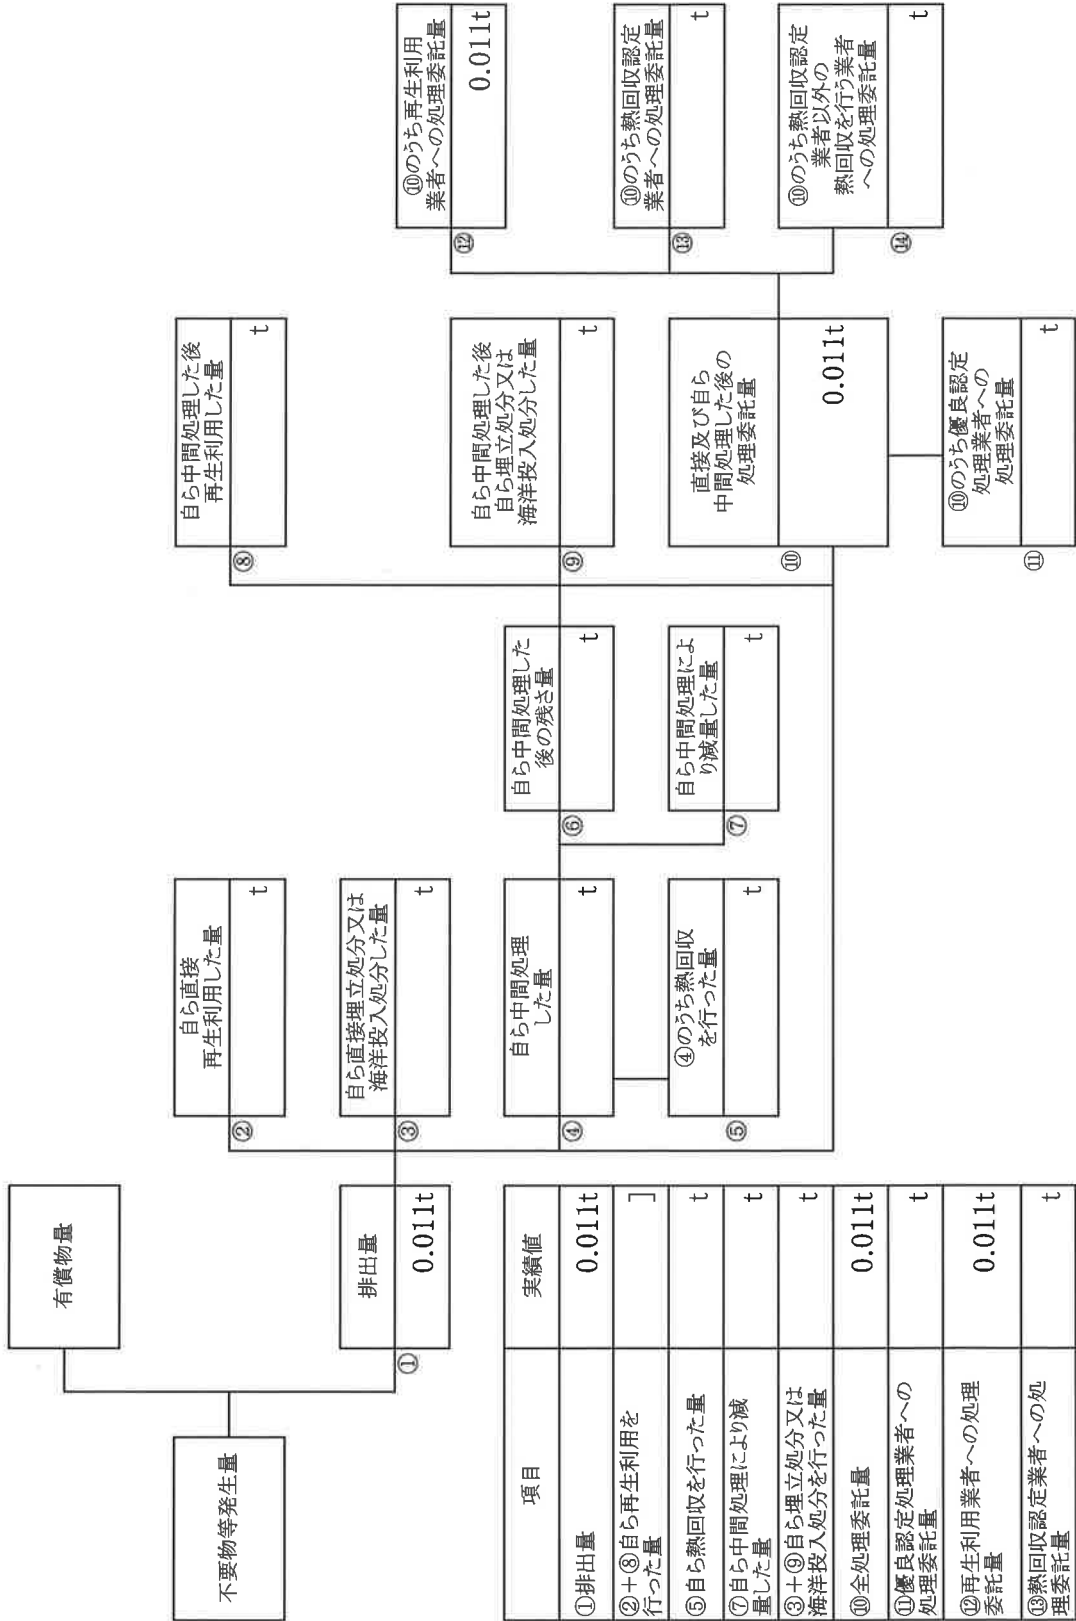 有償物量
不要物等発生量
①
排出量
0.011t
②
自ら直接
再生利用した量
t
③
自ら直接埋立処分又は
海洋投入処分した量
t
④
自ら中間処理
した量
t
⑤
④のうち熱回収
を行った量
t
⑥
自ら中間処理した
後の残さ量
t
⑦
自ら中間処理によ
り減量した量
t
⑧
自ら中間処理した後
再生利用した量
t
⑨
自ら中間処理した後
自ら埋立処分又は
海洋投入処分した量
t
⑩
直接及び自ら
中間処理した後の
処理委託量
0.011t
⑪
⑩のうち優良認定
処理業者への
処理委託量
t
⑫
⑩のうち再生利用
業者への処理委託量
0.011t
⑬
⑩のうち熱回収認定
業者への処理委託量
t
⑭
⑩のうち熱回収認定
業者以外の
熱回収を行う業者
への処理委託量
t
項目 実績値
①排出量 0.011t
②+⑧自ら再生利用を
行った量
]
⑤自ら熱回収を行った量 t
⑦自ら中間処理により減
量した量
t
③+⑨自ら埋立処分又は
海洋投入処分を行った量
t
⑩全処理委託量 0.011t
⑪優良認定処理業者への
処理委託量
t
⑫再生利用業者への処理
委託量
0.011t
⑬熱回収認定業者への処
理委託量
t